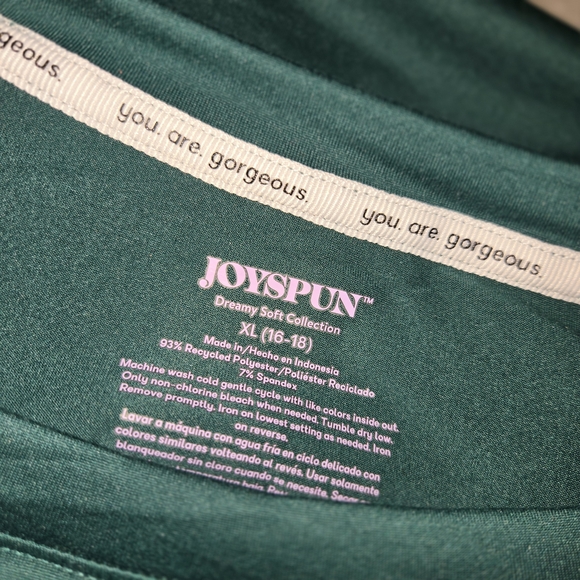 geous.
you. are. gorgeous.
you. are. gorgeous.
JOYSPUN™
Dreamy Soft Collection
XL (16-18)
Made in/Hecho en Indonesia
93% Recycled Polyester/Poliéster Reciclado
7% Spandex
Machine wash cold gentle cycle with like colors inside out.
Only non-chlorine bleach when needed. Tumble dry low.
Remove promptly. Iron on lowest setting as needed. Iron
on reverse.
Lavar a máquina con agua fría en ciclo delicado con
colores similares volteando al revés. Usar solamente
blanqueador sin cloro cuando se necesite. Secar